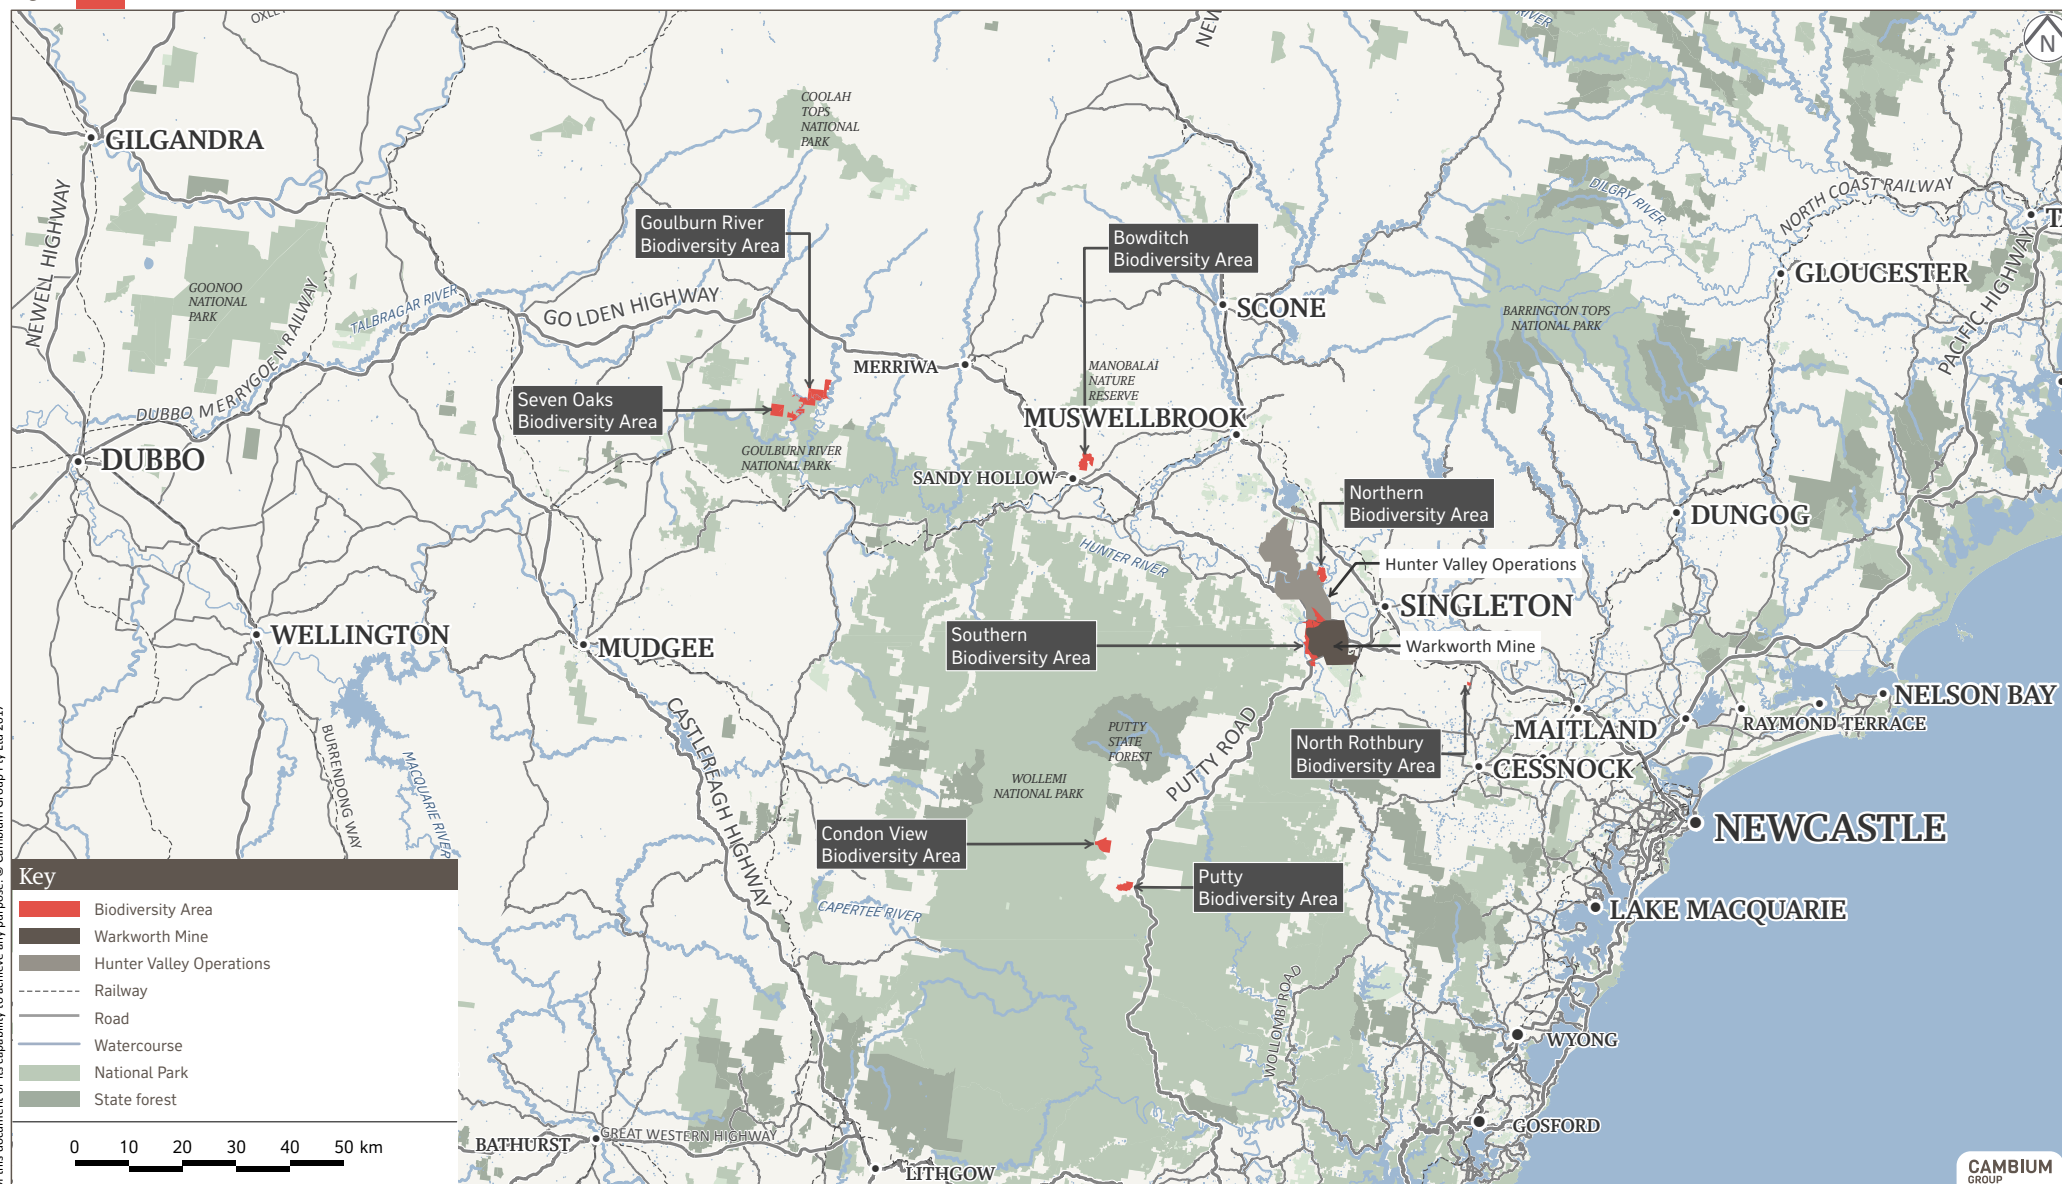 N
COOLAH
TOPS
NATIONAL
PARK
GILGANDRA
NEWELL HIGHWAY
GOONOO
NATIONAL
PARK
TALBRAGAR RIVER
DUBBO MERRYGOEN RAILWAY
GOLDEN HIGHWAY
Goulburn River
Biodiversity Area
Bowditch
Biodiversity Area
SCONE
DILGRY RIVER
NORTH COAST RAILWAY
GLOUCESTER
PACIFIC HIGHWAY
BARRINGTON TOPS
NATIONAL PARK
MERRIWA
MANOBALAI
NATURE
RESERVE
MUSWELLBROOK
Seven Oaks
Biodiversity Area
GOULBURN RIVER
NATIONAL PARK
SANDY HOLLOW
DUBBO
Northern
Biodiversity Area
DUNGOG
HUNTER RIVER
Hunter Valley Operations
SINGLETON
WELLINGTON
MUDGEE
Southern
Biodiversity Area
Warkworth Mine
NELSON BAY
RAYMOND TERRACE
MAITLAND
CASTLEREAGH HIGHWAY
BURRENDONG WAY
MACQUARIE RIVER
PUTTY
STATE
FOREST
PUTTY ROAD
North Rothbury
Biodiversity Area
CESSNOCK
WOLLEMI
NATIONAL PARK
NEWCASTLE
Condon View
Biodiversity Area
Putty
Biodiversity Area
CAPERTEE RIVER
LAKE MACQUARIE
WOLLOMBI ROAD
WYONG
GOSFORD
BATHURST
GREAT WESTERN HIGHWAY
LITHGOW
Key
Biodiversity Area
Warkworth Mine
Hunter Valley Operations
Railway
Road
Watercourse
National Park
State forest
0 10 20 30 40 50 km
CAMBIUM
GROUP